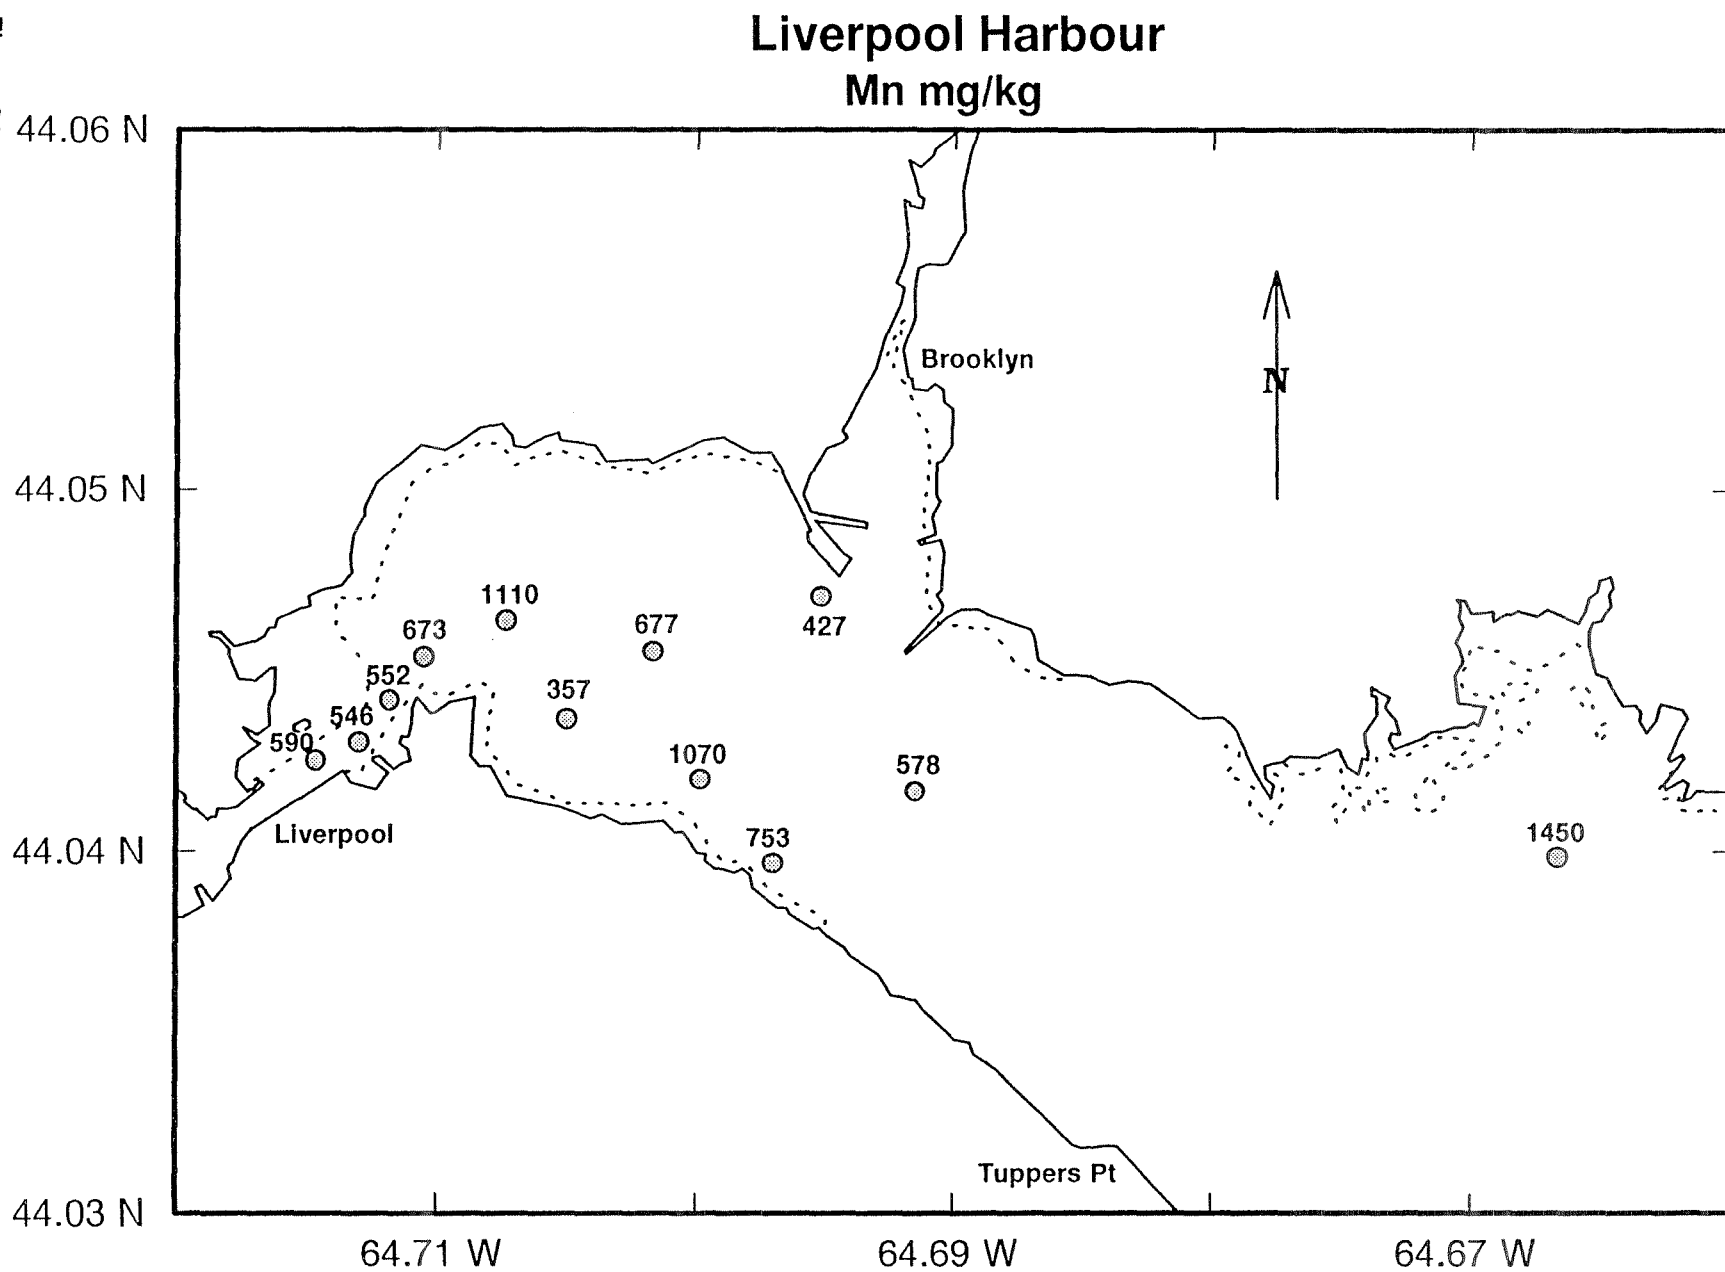 Liverpool Harbour
Mn mg/kg
44.06 N
Brooklyn
N
44.05 N
1110
427
673
677
552
357
546
590
1070
578
753
1450
Liverpool
44.04 N
Tuppers Pt
44.03 N
64.71 W
64.69 W
64.67 W